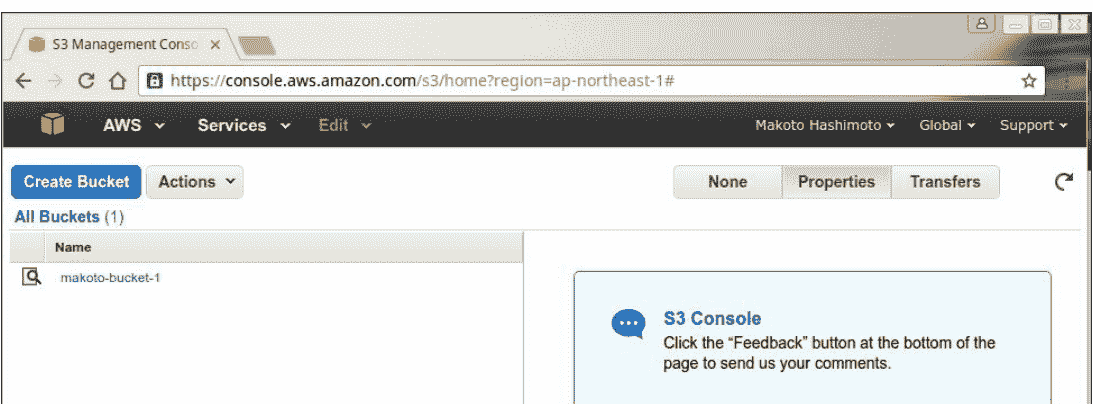 S3 Management Conso
https://console.aws.amazon.com/s3/home?region=ap-northeast-1#
AWS Services Edit Makoto Hashimoto Global Support
Create Bucket Actions None Properties Transfers
All Buckets (1)
Name
makoto-bucket-1
S3 Console
Click the “Feedback” button at the bottom of the
page to send us your comments.